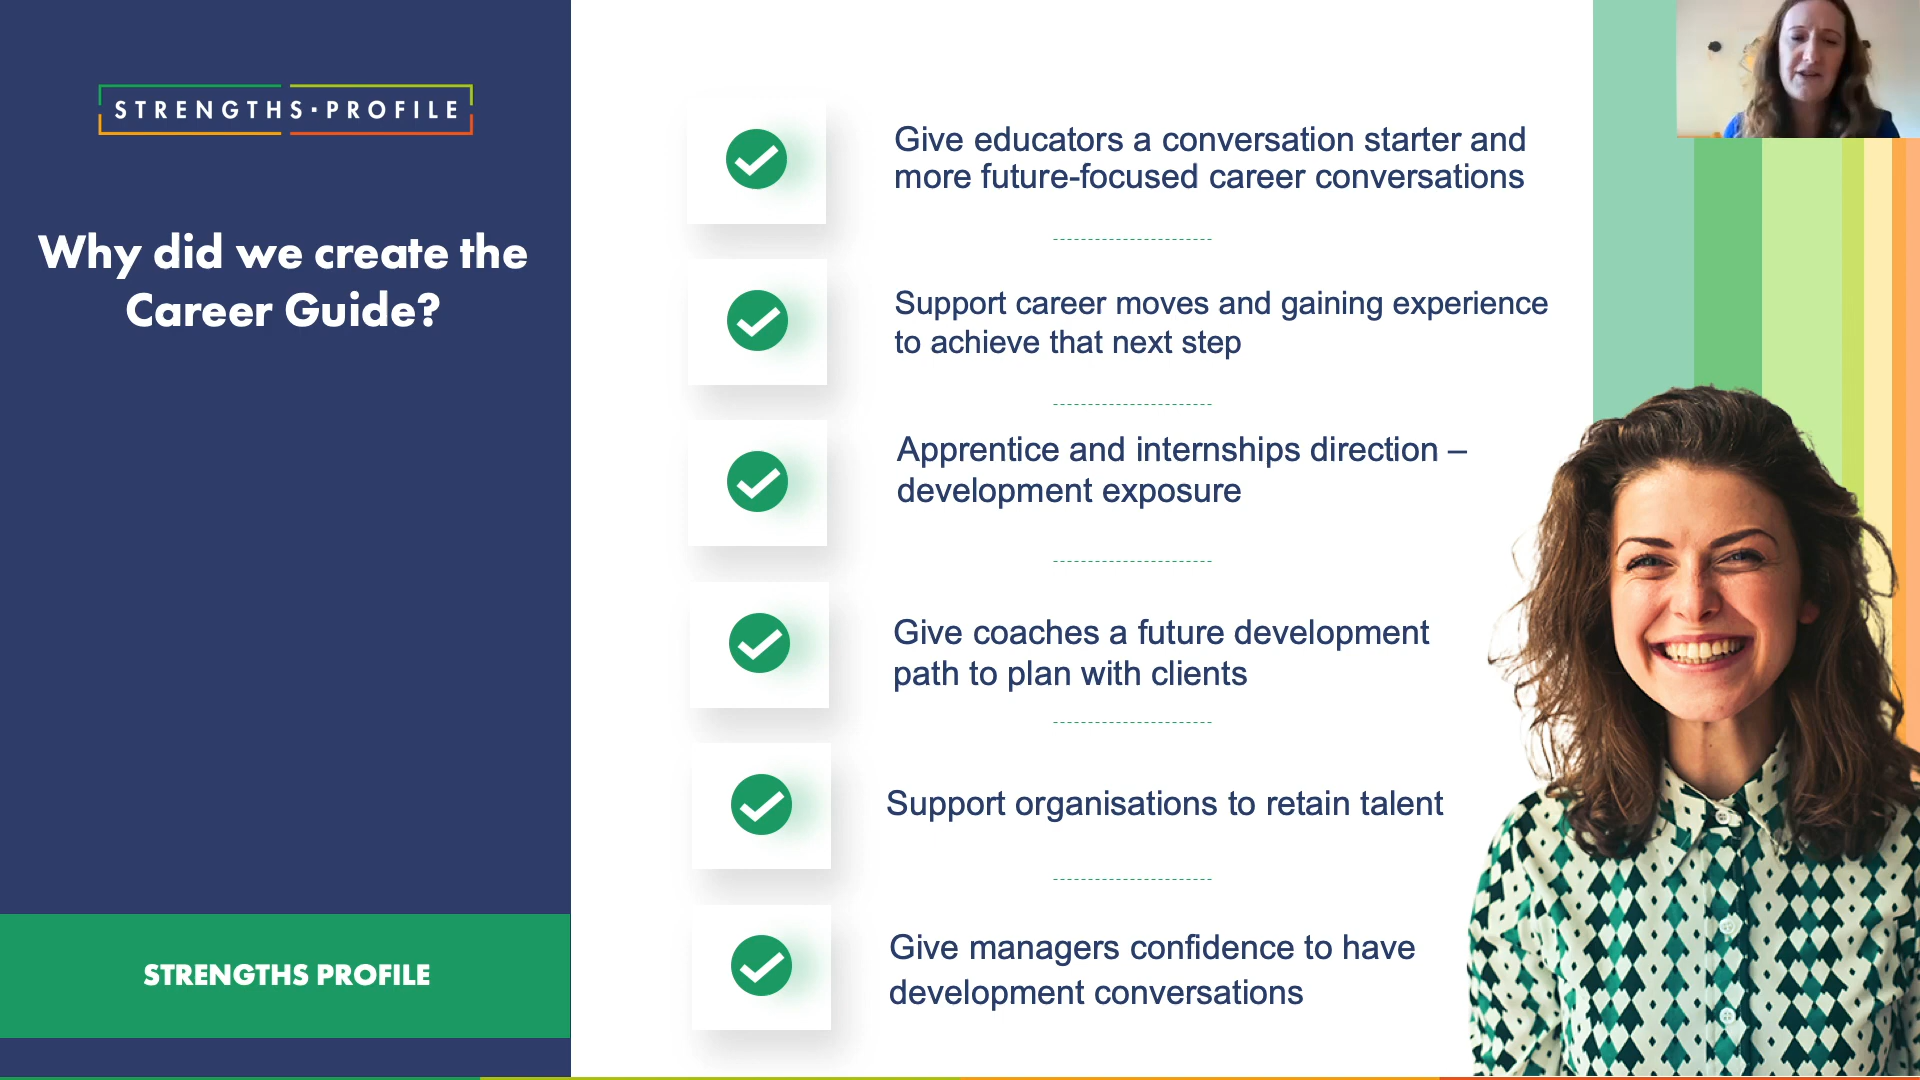 STRENGTHS·PROFILE
Why did we create the
Career Guide?
STRENGTHS PROFILE
Give educators a conversation starter and
more future-focused career conversations
Support career moves and gaining experience
to achieve that next step
Apprentice and internships direction –
development exposure
Give coaches a future development
path to plan with clients
Support organisations to retain talent
Give managers confidence to have
development conversations